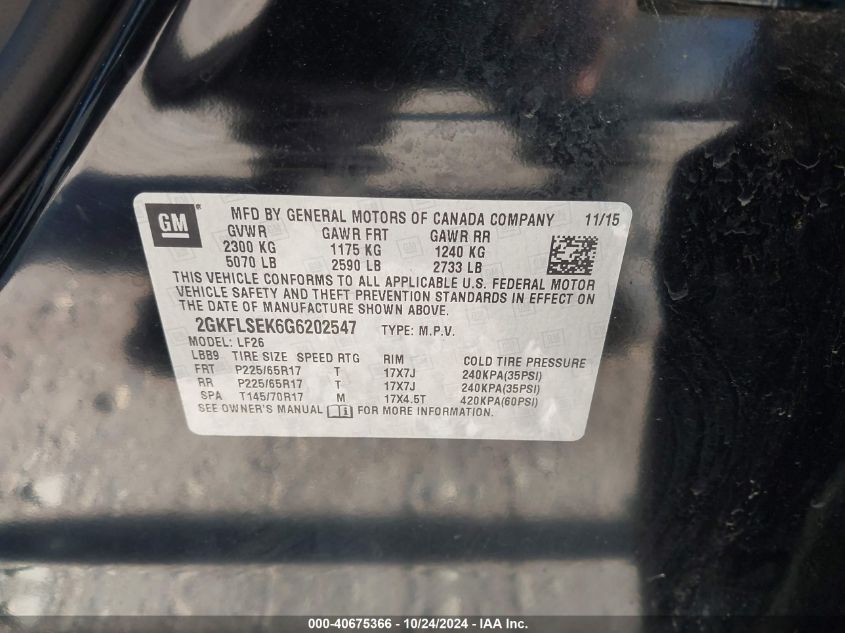 GM ® MFD BY GENERAL MOTORS OF CANADA COMPANY 11/15
GVWR GAWR FRT GAWR RR
2300 KG 1175 KG 1240 KG
5070 LB 2590 LB 2733 LB
THIS VEHICLE CONFORMS TO ALL APPLICABLE U.S. FEDERAL MOTOR
VEHICLE SAFETY AND THEFT PREVENTION STANDARDS IN EFFECT ON
THE DATE OF MANUFACTURE SHOWN ABOVE.
2GKFLSEK6G6202547 TYPE: M.P.V.
MODEL: LF26
LBB9 TIRE SIZE SPEED RTG RIM COLD TIRE PRESSURE
FRT P225/65R17 T 17X7J 240KPA(35PSI)
RR P225/65R17 T 17X7J 240KPA(35PSI)
SPA T145/70R17 M 17X4.5T 420KPA(60PSI)
SEE OWNER'S MANUAL FOR MORE INFORMATION.
000-40675366 - 10/24/2024 - IAA Inc.